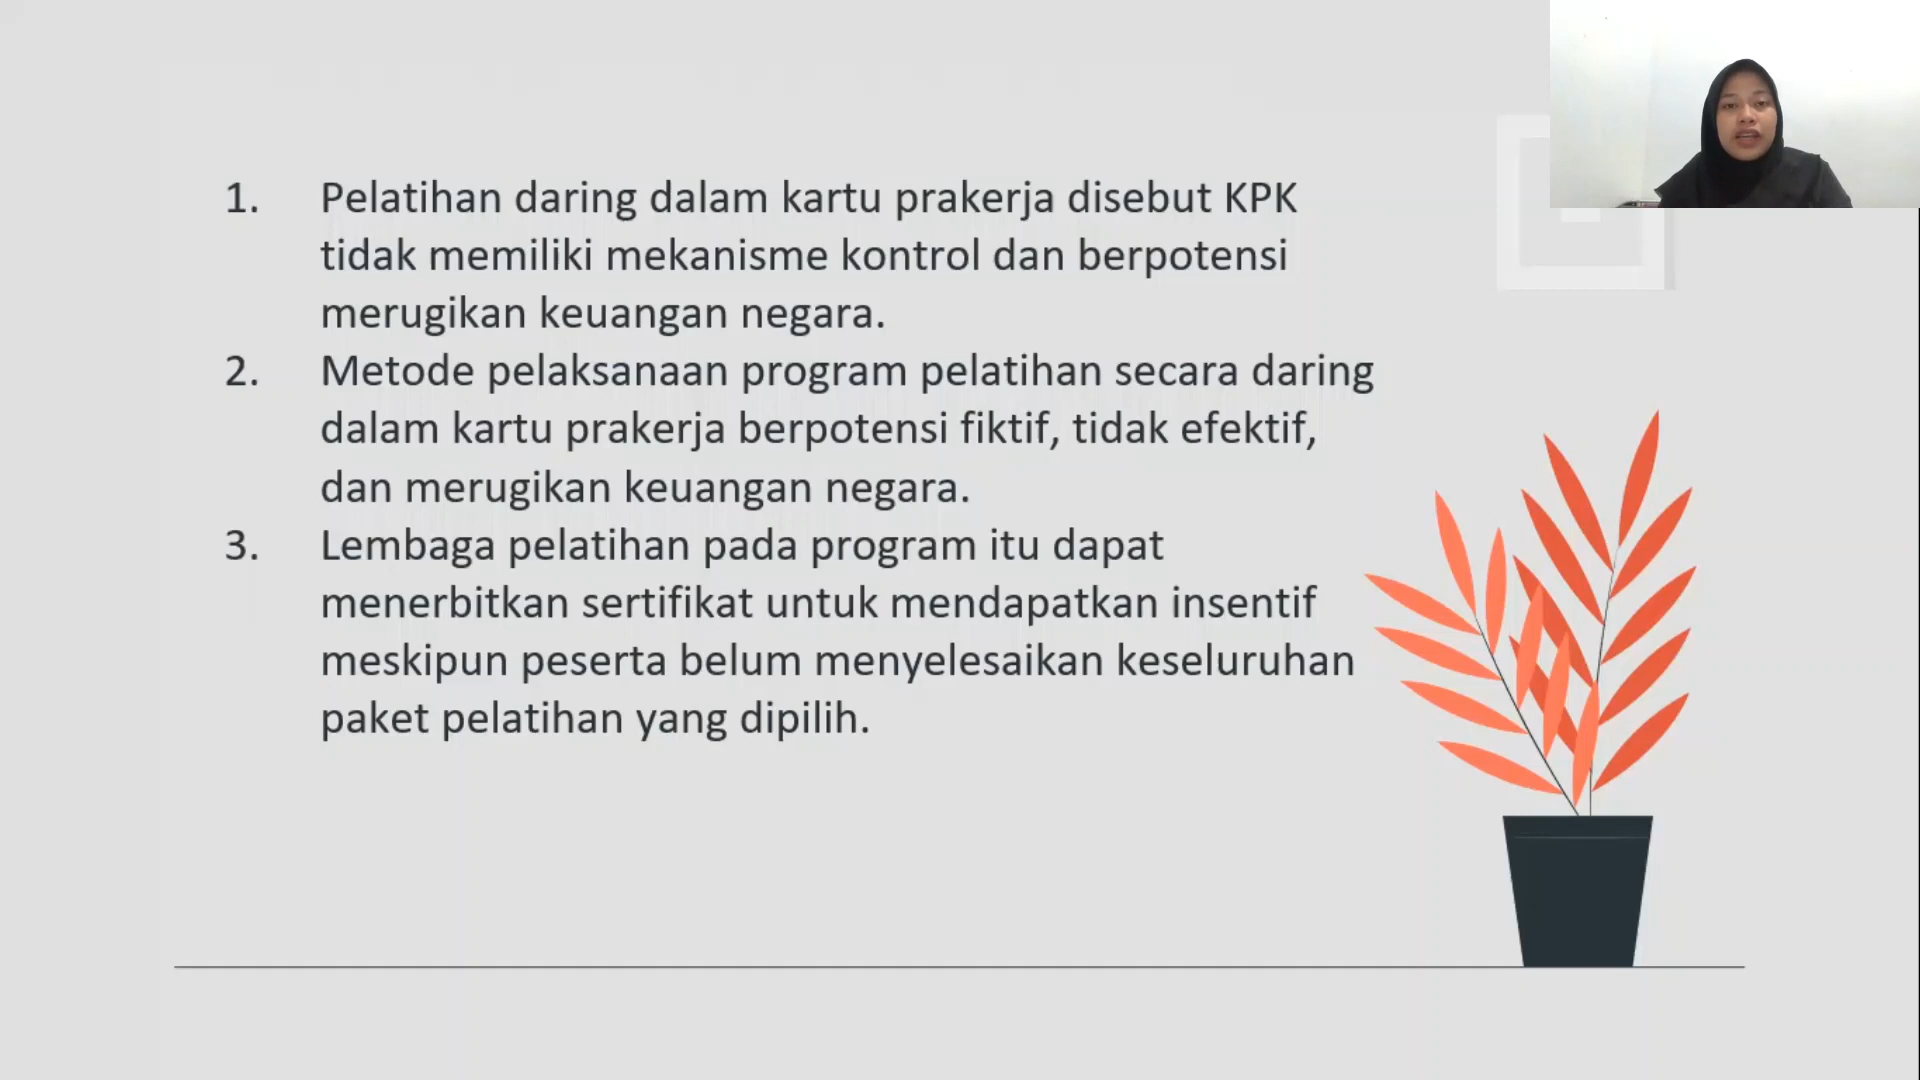 1. Pelatihan daring dalam kartu prakerja disebut KPK
tidak memiliki mekanisme kontrol dan berpotensi
merugikan keuangan negara.
2. Metode pelaksanaan program pelatihan secara daring
dalam kartu prakerja berpotensi fiktif, tidak efektif,
dan merugikan keuangan negara.
3. Lembaga pelatihan pada program itu dapat
menerbitkan sertifikat untuk mendapatkan insentif
meskipun peserta belum menyelesaikan keseluruhan
paket pelatihan yang dipilih.